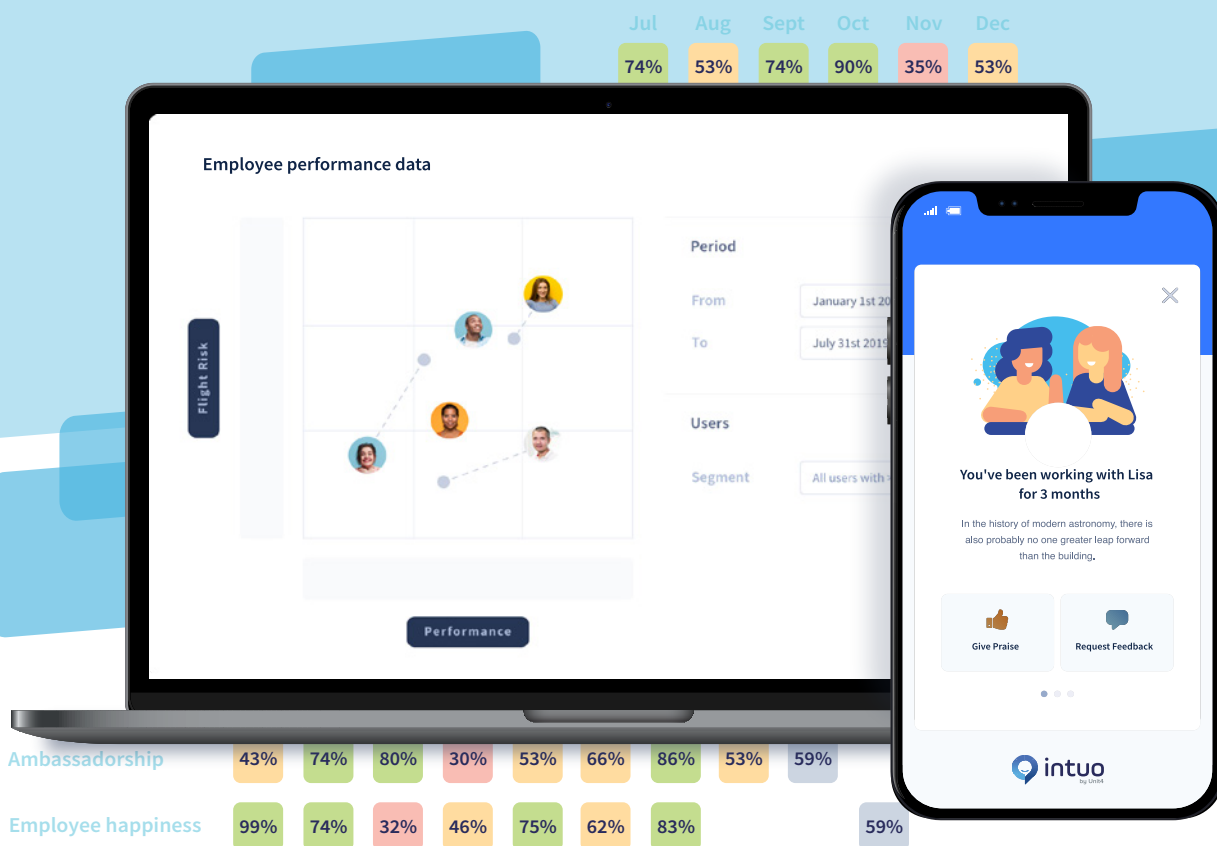 Jul Aug Sept Oct Nov Dec
74% 53% 74% 90% 35% 53%
Employee performance data
Flight Risk
Performance
Period
From January 1st 20
To July 31st 2019
Users
Segment All users with
You've been working with Lisa
for 3 months
In the history of modern astronomy, there is
also probably no one greater leap forward
than the building.
Give Praise Request Feedback
intuo
by Unit4
Ambassadorship 43% 74% 80% 30% 53% 66% 86% 53% 59%
Employee happiness 99% 74% 32% 46% 75% 62% 83% 59%